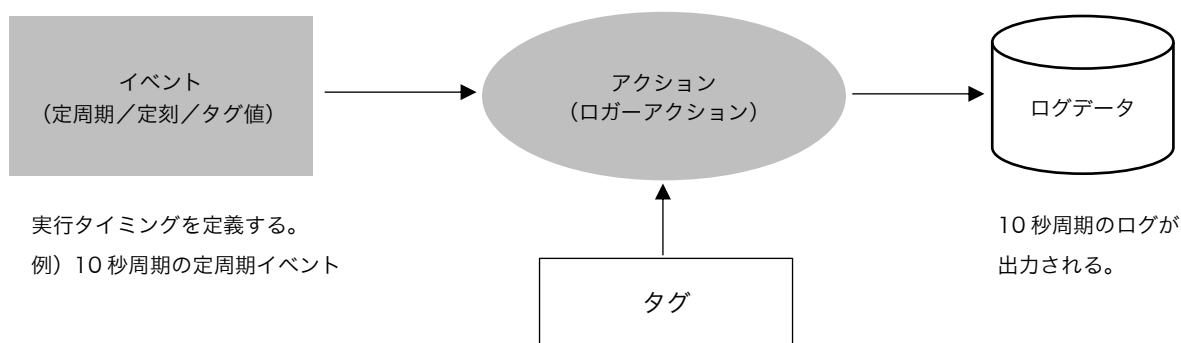 イベント
（定周期／定刻／タグ値）
アクション
（ロガーアクション）
ログデータ
実行タイミングを定義する。
例）10 秒周期の定周期イベント
10 秒周期のログが
出力される。
タグ